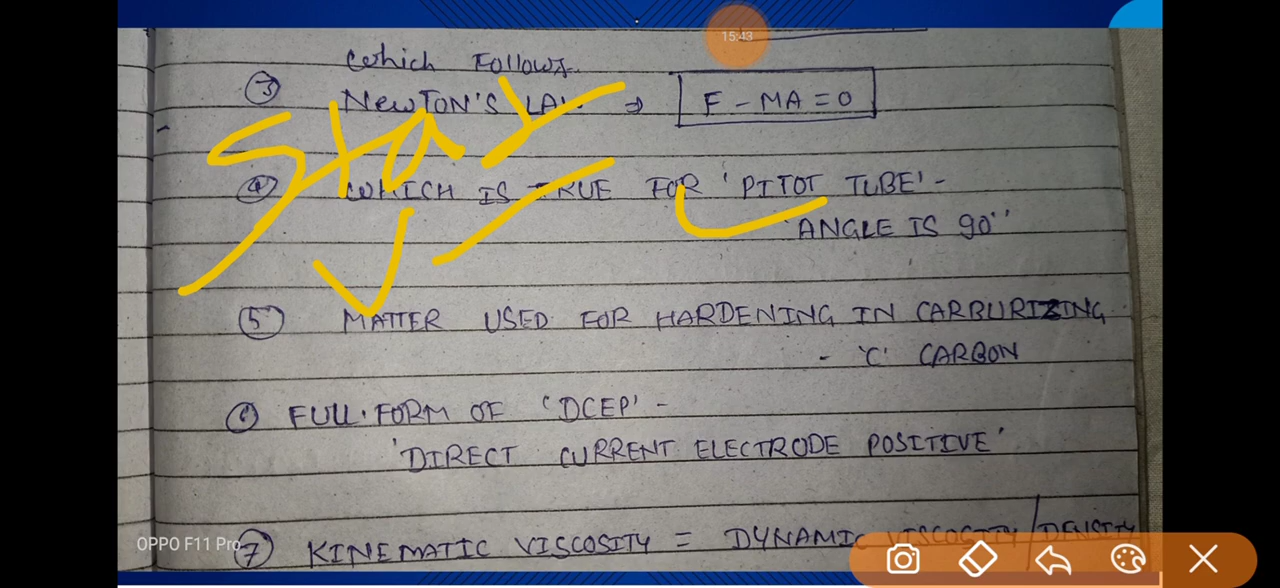 15:43
Which Follows
③ NEWTON'S LAW ⇒ F - MA = 0
④ WHICH IS TRUE FOR 'PITOT TUBE' -
'ANGLE IS 90°'
Stay
⑤ MATTER USED FOR HARDENING IN CARBURIZING
- 'C' CARBON
⑥ FULL FORM OF 'DCEP' -
'DIRECT CURRENT ELECTRODE POSITIVE'
⑦ KINEMATIC VISCOSITY = DYNAMIC VISCOSITY / DENSITY
OPPO F11 Pro